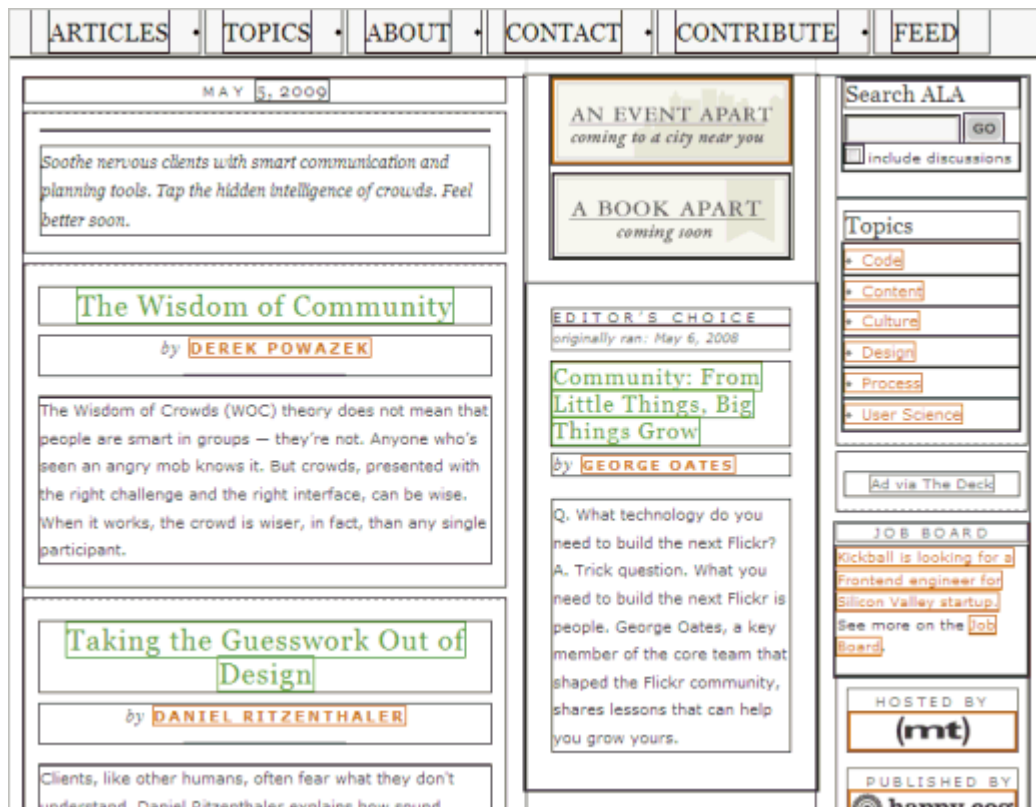 ARTICLES • TOPICS • ABOUT • CONTACT • CONTRIBUTE • FEED
MAY 5, 2009
Soothe nervous clients with smart communication and
planning tools. Tap the hidden intelligence of crowds. Feel
better soon.
The Wisdom of Community
by DEREK POWAZEK
The Wisdom of Crowds (WOC) theory does not mean that
people are smart in groups — they're not. Anyone who's
seen an angry mob knows it. But crowds, presented with
the right challenge and the right interface, can be wise.
When it works, the crowd is wiser, in fact, than any single
participant.
Taking the Guesswork Out of
Design
by DANIEL RITZENTHALER
Clients, like other humans, often fear what they don't
understand. Daniel Ritzenthaler explains how sound
AN EVENT APART
coming to a city near you
A BOOK APART
coming soon
EDITOR'S CHOICE
originally ran: May 6, 2008
Community: From
Little Things, Big
Things Grow
by GEORGE OATES
Q. What technology do you
need to build the next Flickr?
A. Trick question. What you
need to build the next Flickr is
people. George Oates, a key
member of the core team that
shaped the Flickr community,
shares lessons that can help
you grow yours.
Search ALA
GO
include discussions
Topics
• Code
• Content
• Culture
• Design
• Process
• User Science
Ad via The Deck
JOB BOARD
Kickball is looking for a
Frontend engineer for
Silicon Valley startup.
See more on the Job
Board.
HOSTED BY
(mt)
PUBLISHED BY
happy cog